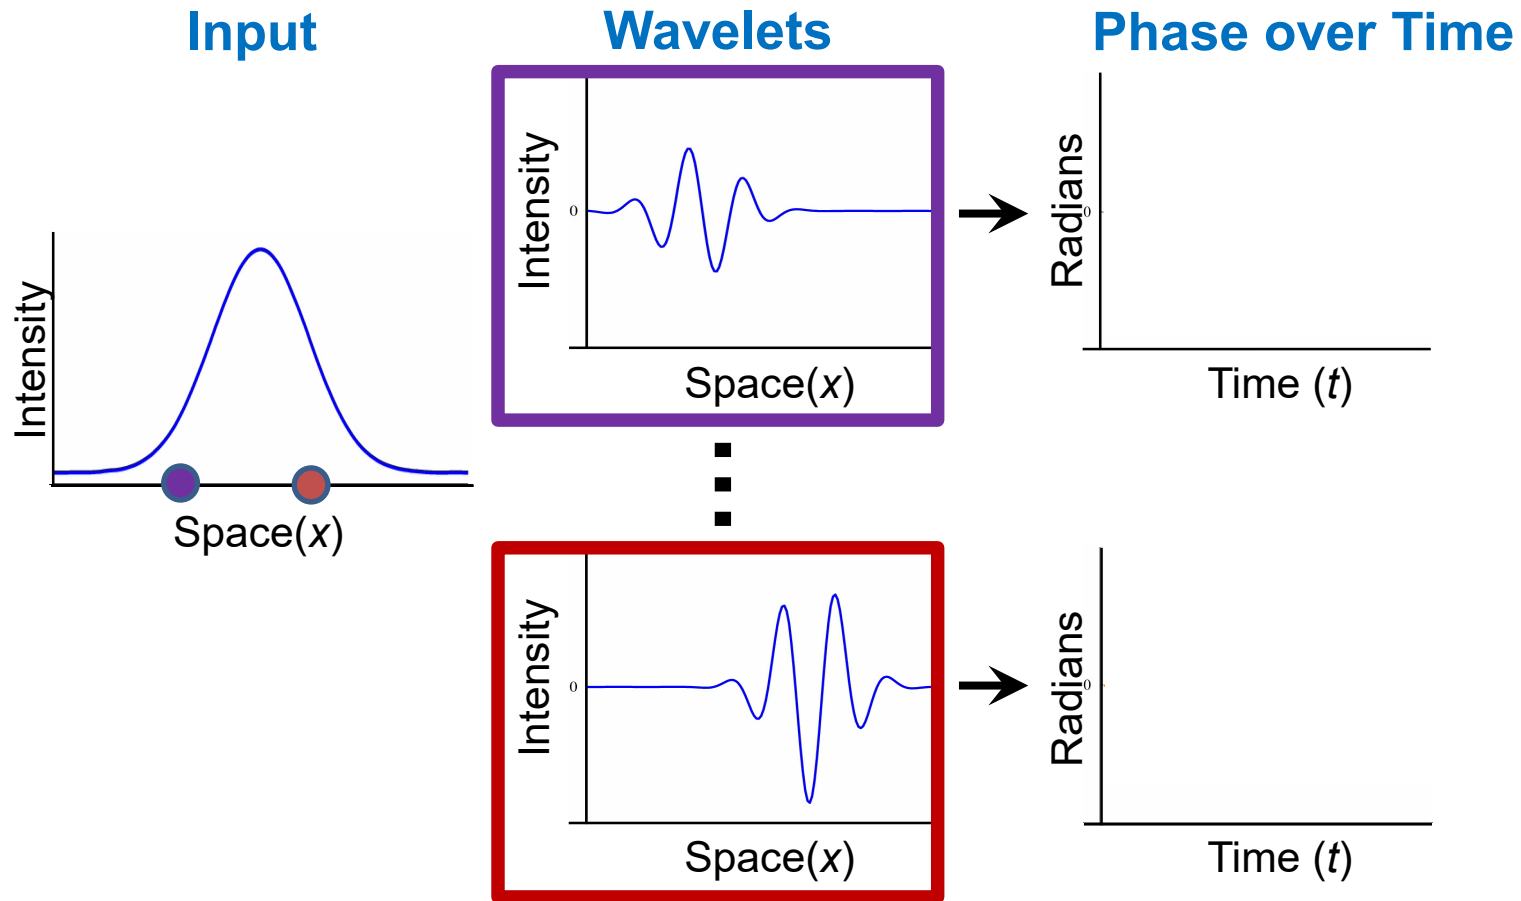 Input
Wavelets
Phase over Time
Intensity
Space(x)
Intensity
0
Space(x)
Radians
0
Time (t)
Intensity
0
Space(x)
Radians
0
Time (t)